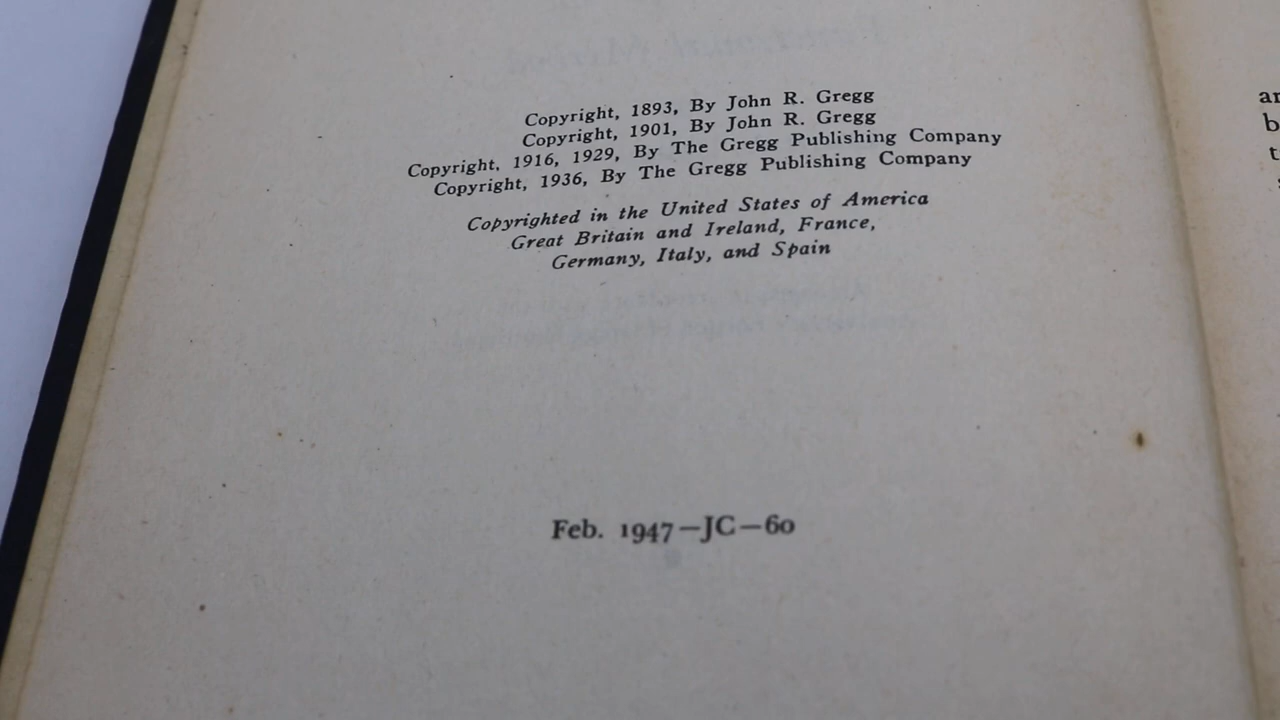 Copyright, 1893, By John R. Gregg
Copyright, 1901, By John R. Gregg
Copyright, 1916, 1929, By The Gregg Publishing Company
Copyright, 1936, By The Gregg Publishing Company
Copyrighted in the United States of America
Great Britain and Ireland, France,
Germany, Italy, and Spain
Feb. 1947—JC—60